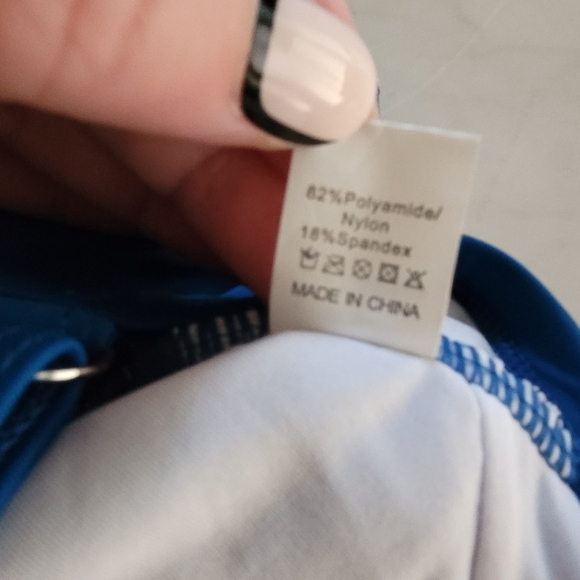 82%Polyamide/
Nylon
18%Spandex
MADE IN CHINA